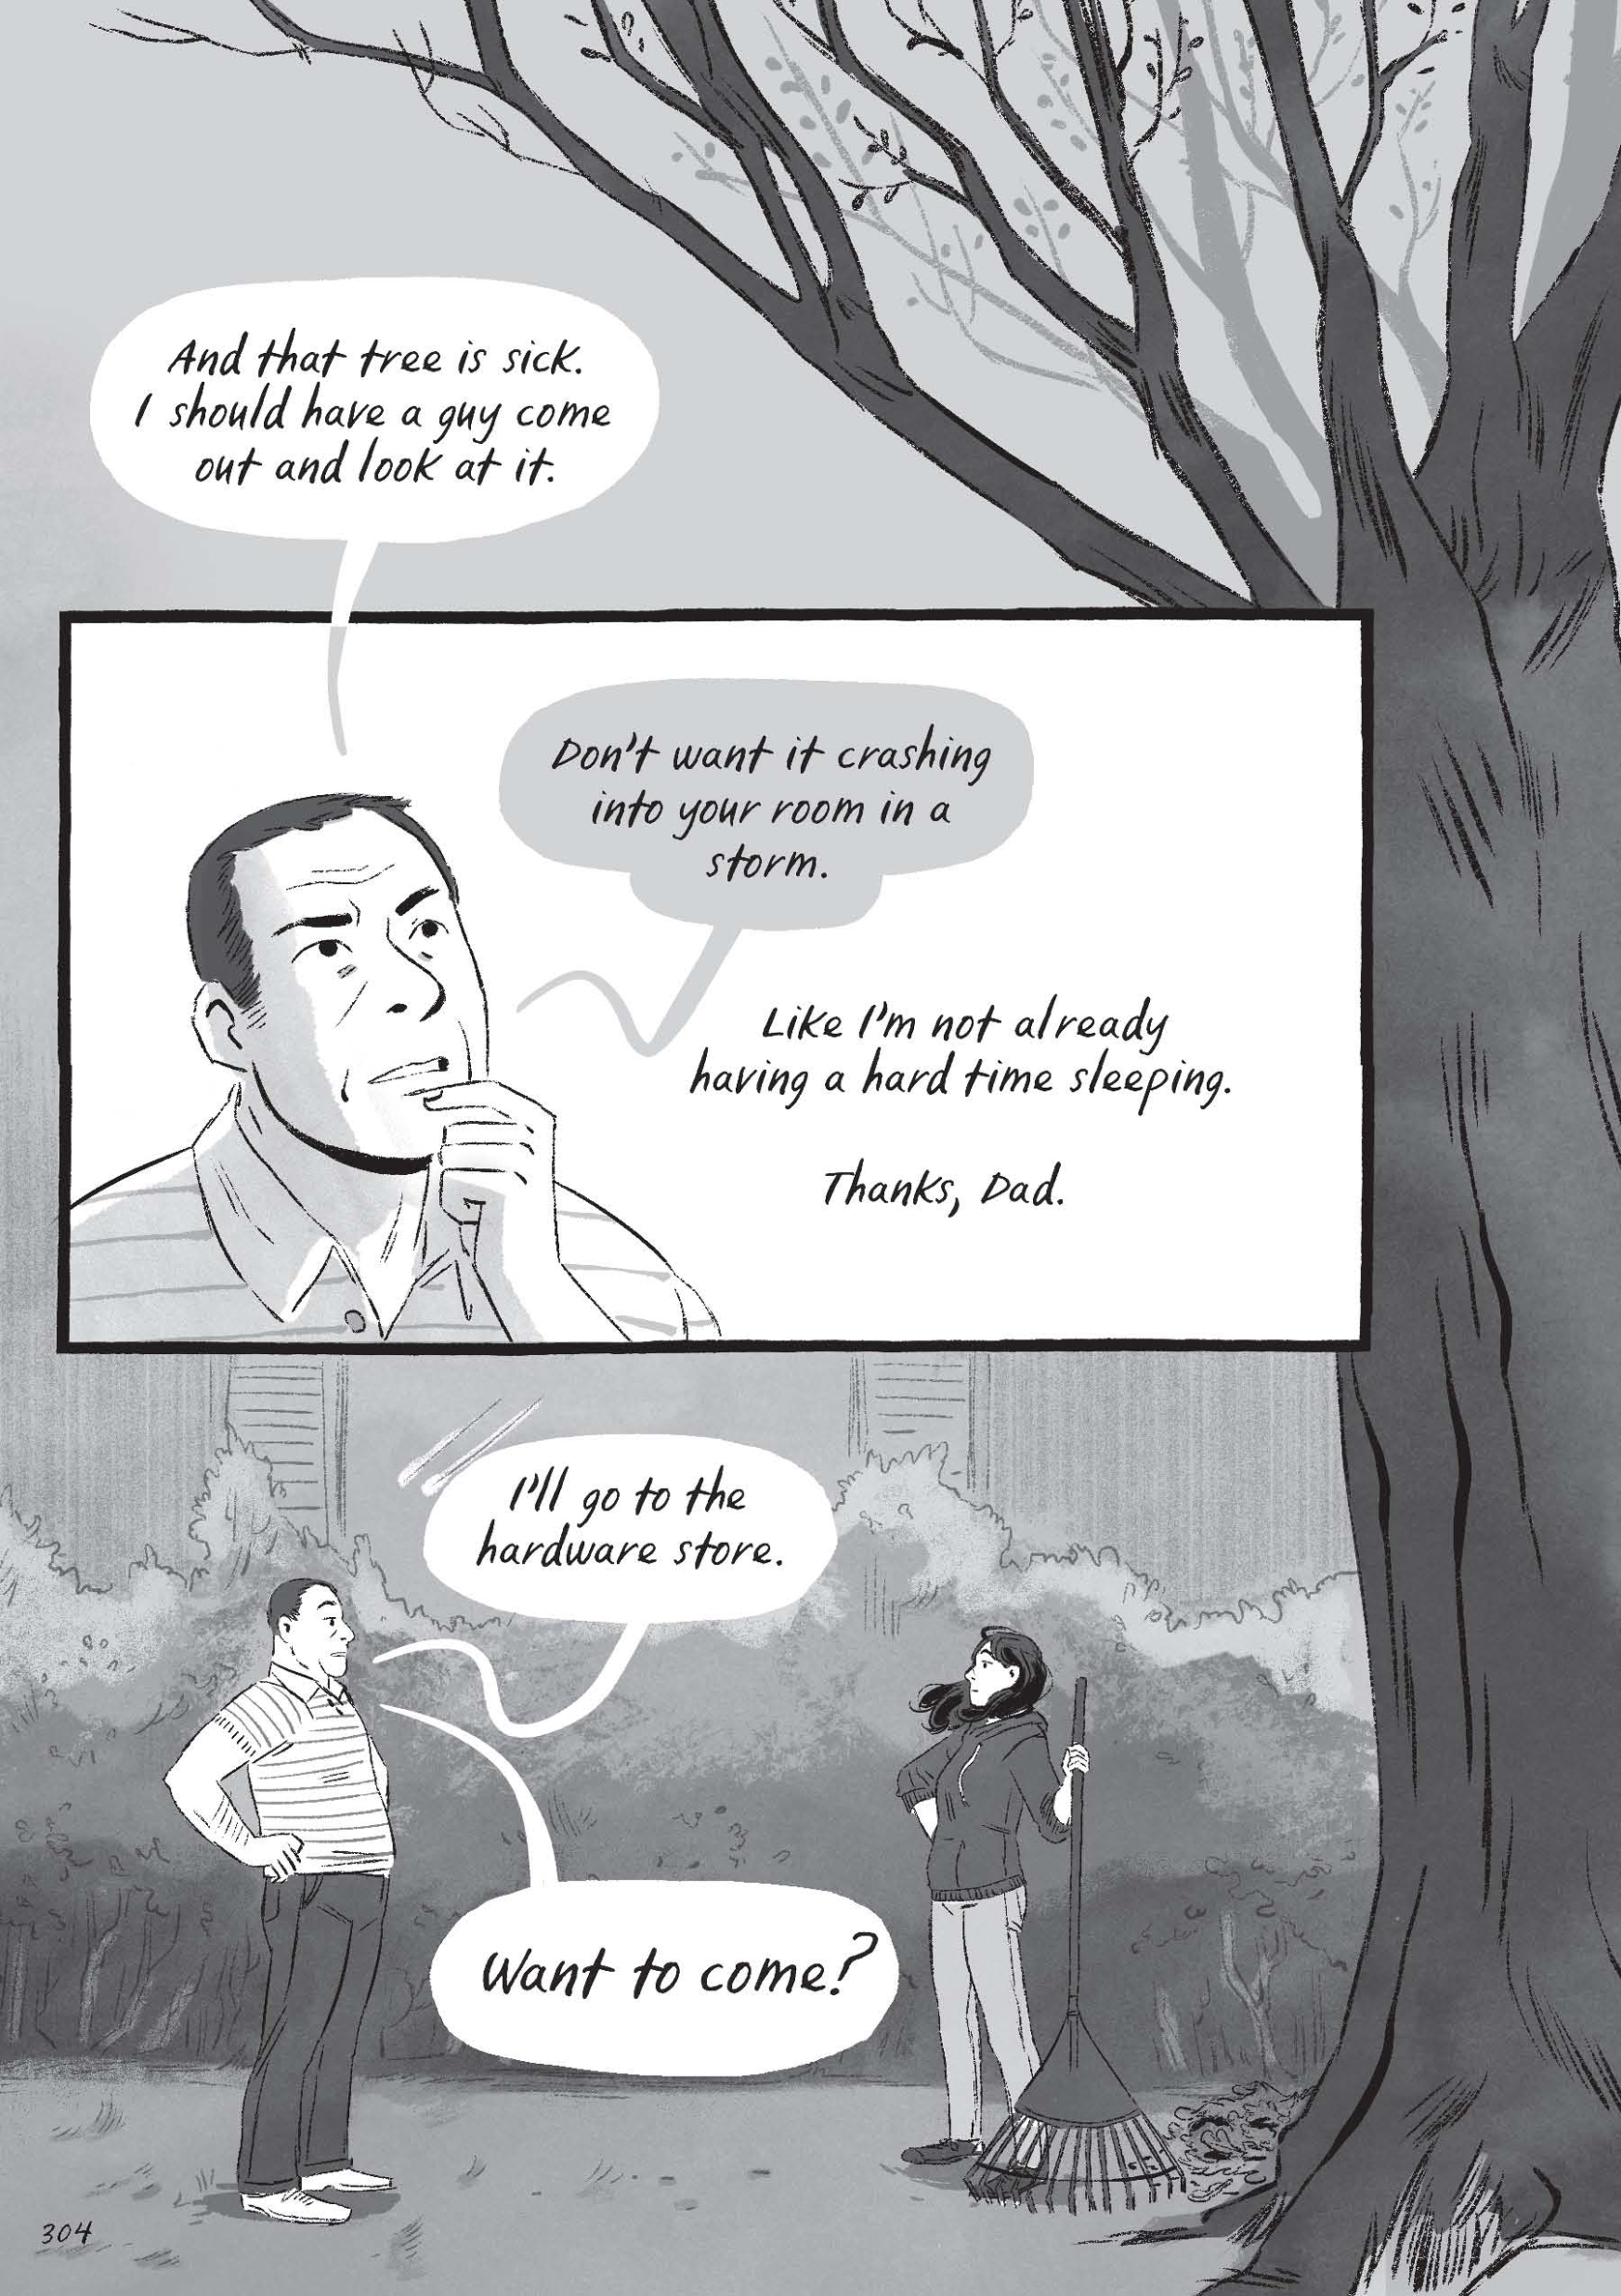 And that tree is sick.
I should have a guy come
out and look at it.
Don't want it crashing
into your room in a
storm.
Like I'm not already
having a hard time sleeping.
Thanks, Dad.
I'll go to the
hardware store.
Want to come?
304